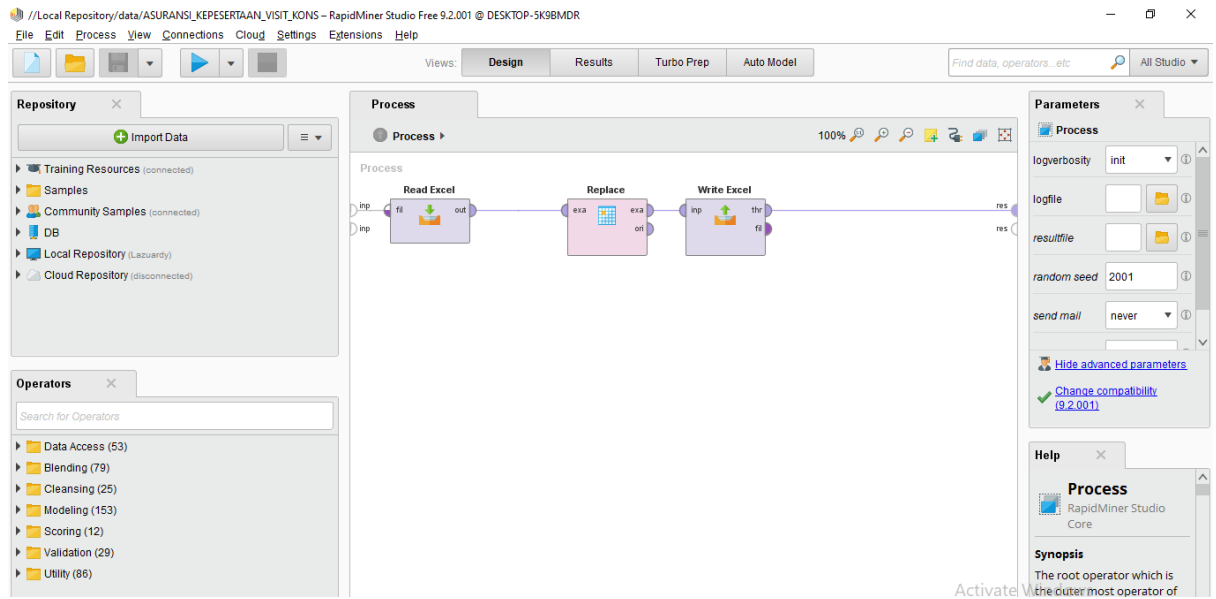 //Local Repository/data/ASURANSI_KEPESERTAAN_VISIT_KONS – RapidMiner Studio Free 9.2.001 @ DESKTOP-5K9BMDR
File Edit Process View Connections Cloud Settings Extensions Help
Views: Design Results Turbo Prep Auto Model
Find data, operators...etc
All Studio
Repository
Import Data
Training Resources (connected)
Samples
Community Samples (connected)
DB
Local Repository (Lazuardy)
Cloud Repository (disconnected)
Operators
Search for Operators
Data Access (53)
Blending (79)
Cleansing (25)
Modeling (153)
Scoring (12)
Validation (29)
Utility (86)
Process
Process
100%
Process
Read Excel
Replace
Write Excel
inp
fil
out
exa
exa
inp
thr
res
inp
ori
fil
res
Parameters
Process
logverbosity
init
logfile
resultfile
random seed
2001
send mail
never
Hide advanced parameters
Change compatibility
(9.2.001)
Help
Process
RapidMiner Studio
Core
Synopsis
The root operator which is
the outer most operator of
Activate Windows